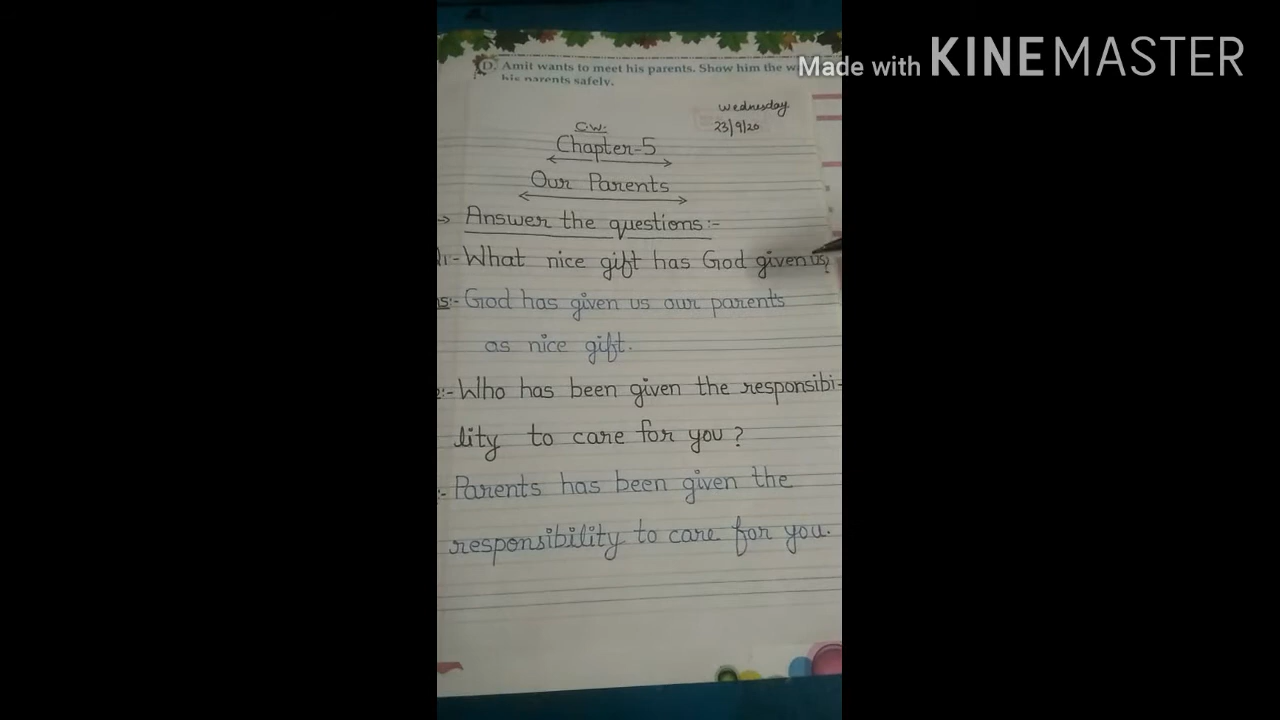 Made with KINEMASTER
D. Amit wants to meet his parents. Show him the
his parents safely.
Wednesday
23/9/20
C.W.
Chapter-5
Our Parents
Answer the questions:-
What nice gift has God given us?
God has given us our parents
as nice gift.
Who has been given the responsibi-
lity to care for you?
Parents has been given the
responsibility to care for you.